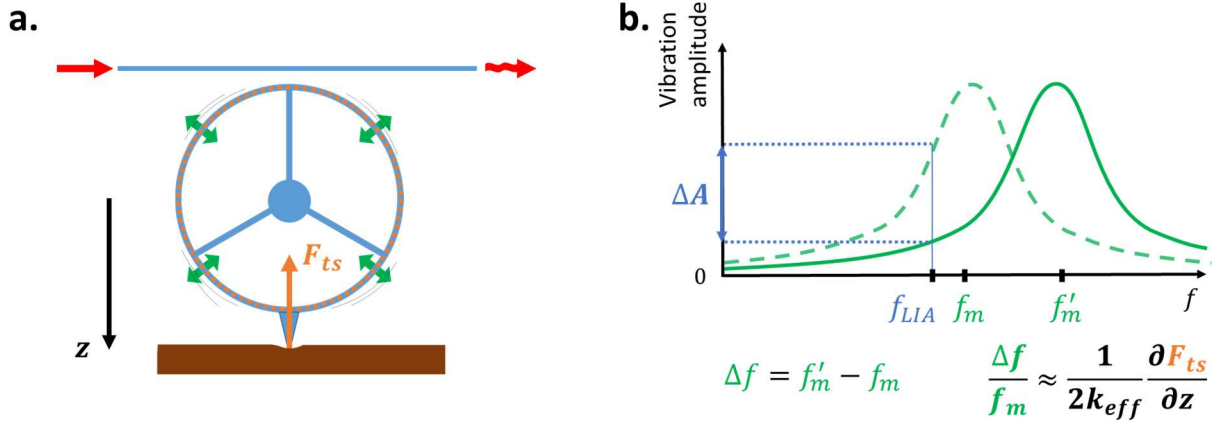 a.
F_ts
z
b.
Vibration
amplitude
ΔA
0
f_LIA f_m f'_m f
Δf = f'_m − f_m
Δf/f_m ≈ 1/(2k_eff) ∂F_ts/∂z